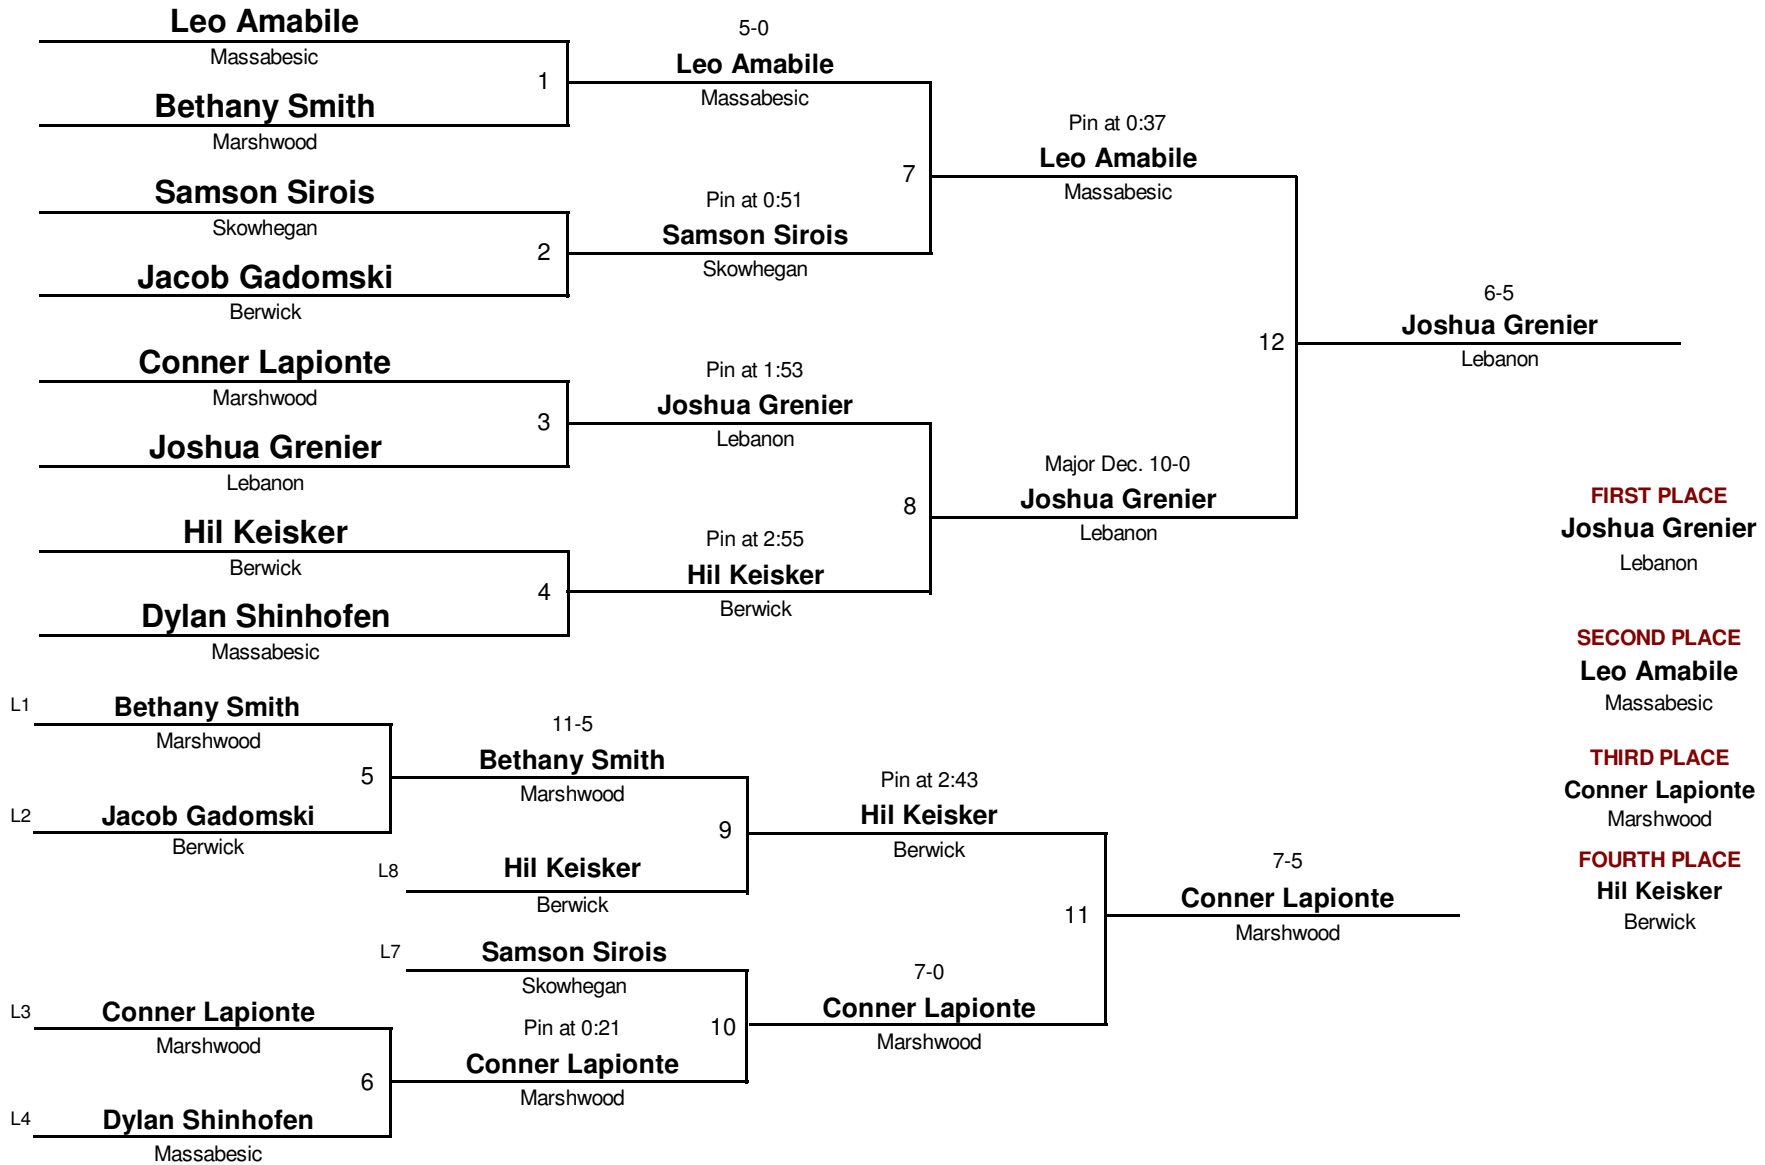 Leo Amabile
Massabesic
1
Bethany Smith
Marshwood
Samson Sirois
Skowhegan
2
Jacob Gadomski
Berwick
Conner Lapionte
Marshwood
3
Joshua Grenier
Lebanon
Hil Keisker
Berwick
4
Dylan Shinhofen
Massabesic
5-0
Leo Amabile
Massabesic
7
Pin at 0:51
Samson Sirois
Skowhegan
Pin at 1:53
Joshua Grenier
Lebanon
8
Pin at 2:55
Hil Keisker
Berwick
Pin at 0:37
Leo Amabile
Massabesic
12
Major Dec. 10-0
Joshua Grenier
Lebanon
6-5
Joshua Grenier
Lebanon
L1
Bethany Smith
Marshwood
5
L2
Jacob Gadomski
Berwick
L3
Conner Lapionte
Marshwood
6
L4
Dylan Shinhofen
Massabesic
11-5
Bethany Smith
Marshwood
9
L8
Hil Keisker
Berwick
L7
Samson Sirois
Skowhegan
10
Pin at 0:21
Conner Lapionte
Marshwood
Pin at 2:43
Hil Keisker
Berwick
11
7-0
Conner Lapionte
Marshwood
7-5
Conner Lapionte
Marshwood
FIRST PLACE
Joshua Grenier
Lebanon
SECOND PLACE
Leo Amabile
Massabesic
THIRD PLACE
Conner Lapionte
Marshwood
FOURTH PLACE
Hil Keisker
Berwick